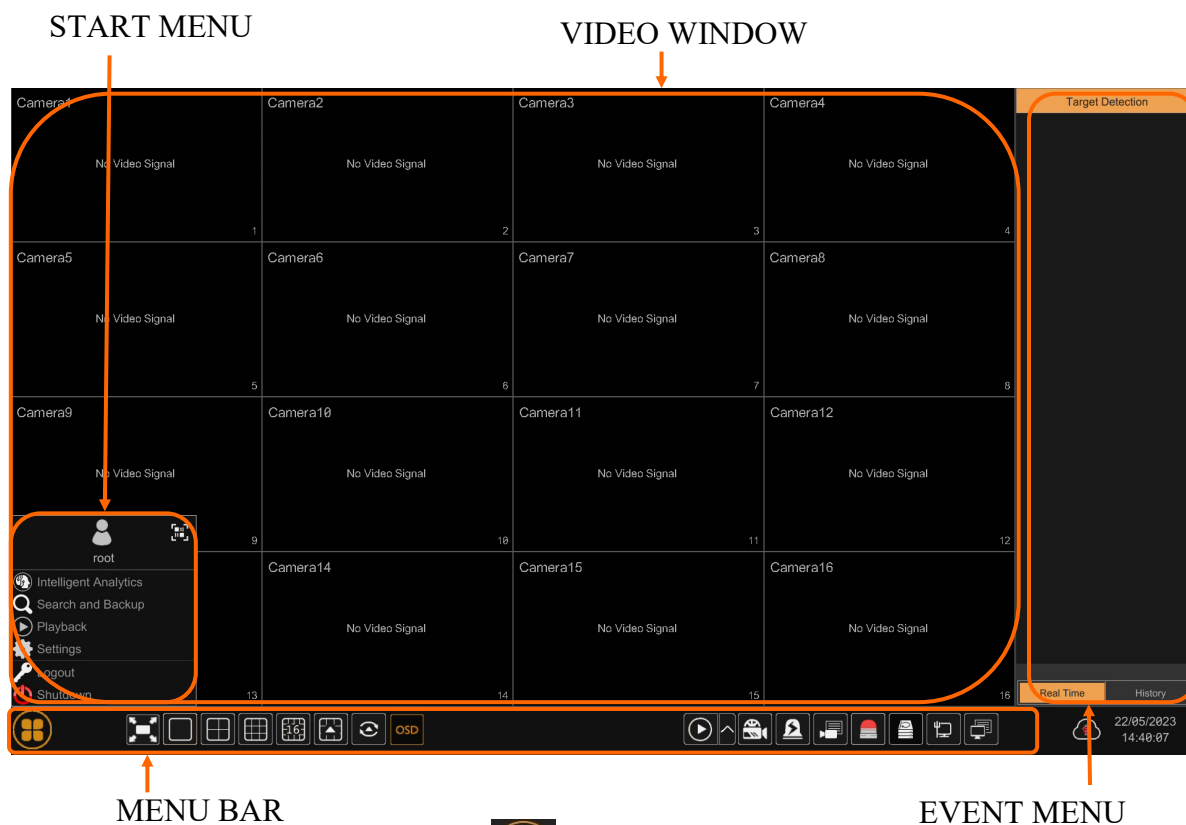 START MENU
VIDEO WINDOW
Camera1
Camera2
Camera3
Camera4
Target Detection
No Video Signal
No Video Signal
No Video Signal
No Video Signal
1
2
3
4
Camera5
Camera6
Camera7
Camera8
No Video Signal
No Video Signal
No Video Signal
No Video Signal
5
6
7
8
Camera9
Camera10
Camera11
Camera12
No Video Signal
No Video Signal
No Video Signal
No Video Signal
9
10
11
12
root
Intelligent Analytics
Search and Backup
Playback
Settings
Logout
Shutdown
Camera14
Camera15
Camera16
No Video Signal
No Video Signal
No Video Signal
13
14
15
16
Real Time
History
16
OSD
22/05/2023
14:40:07
MENU BAR
EVENT MENU